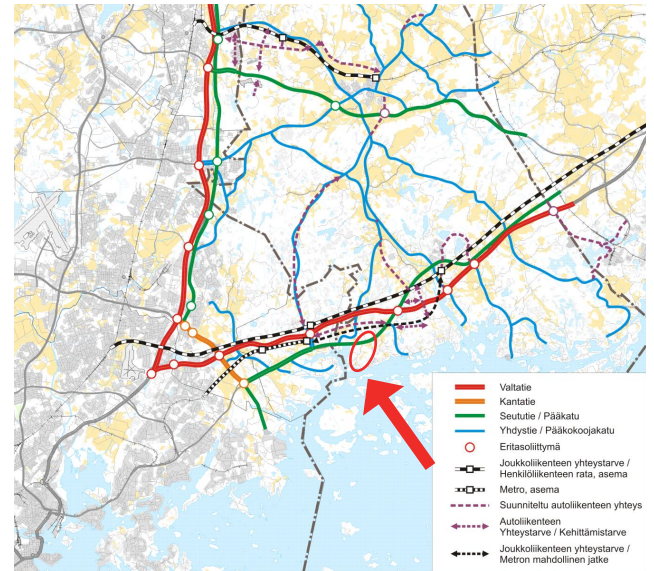 Valtatie
Kantatie
Seututie / Pääkatu
Yhdystie / Pääkokoojakatu
Eritasoliittymä
Joukkoliikenteen yhteystarve /
Henkilöliikenteen rata, asema
Metro, asema
Suunniteltu autoliikenteen yhteys
Autoliikenteen
Yhteystarve / Kehittämistarve
Joukkoliikenteen yhteystarve /
Metron mahdollinen jatke